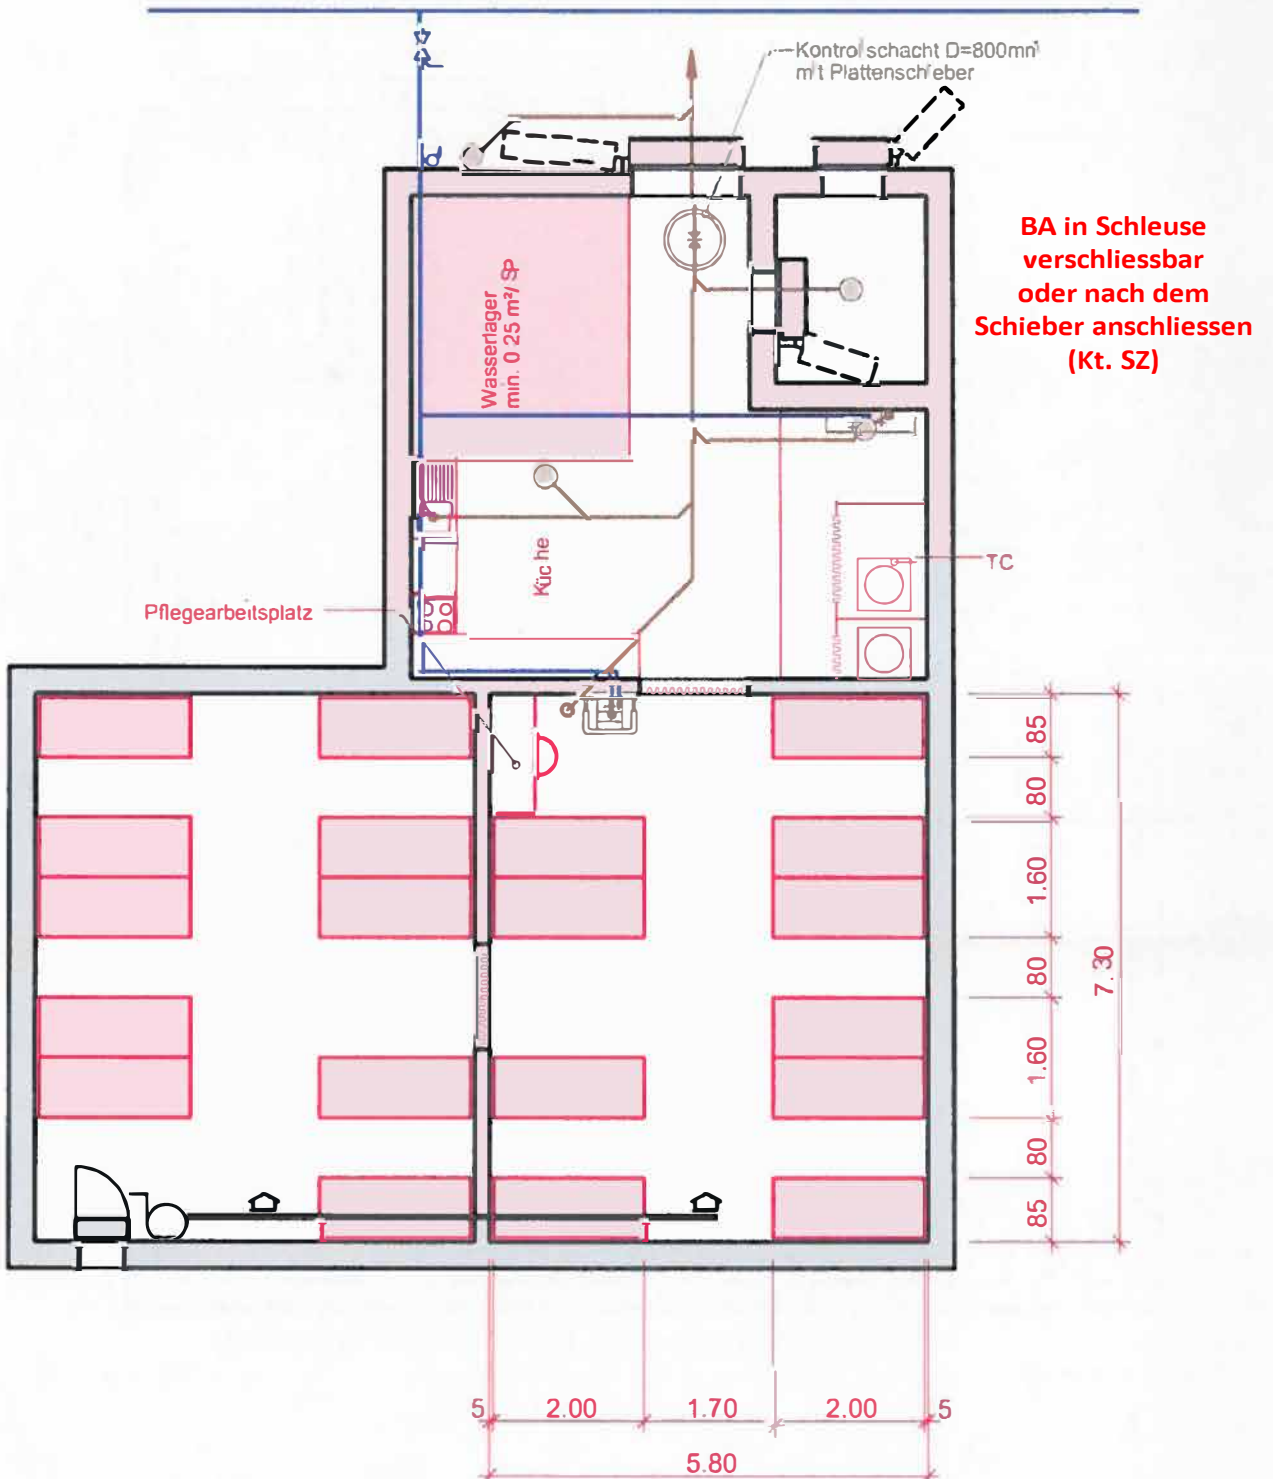 Kontrollschacht D=800mm
mit Plattenschieber
BA in Schleuse
verschliessbar
oder nach dem
Schieber anschliessen
(Kt. SZ)
Wasserlager
min. 0 25 m²/ SP
Küche
TC
Pflegearbeitsplatz
85
80
1.60
80
1.60
80
85
7.30
5
2.00
1.70
2.00
5
5.80